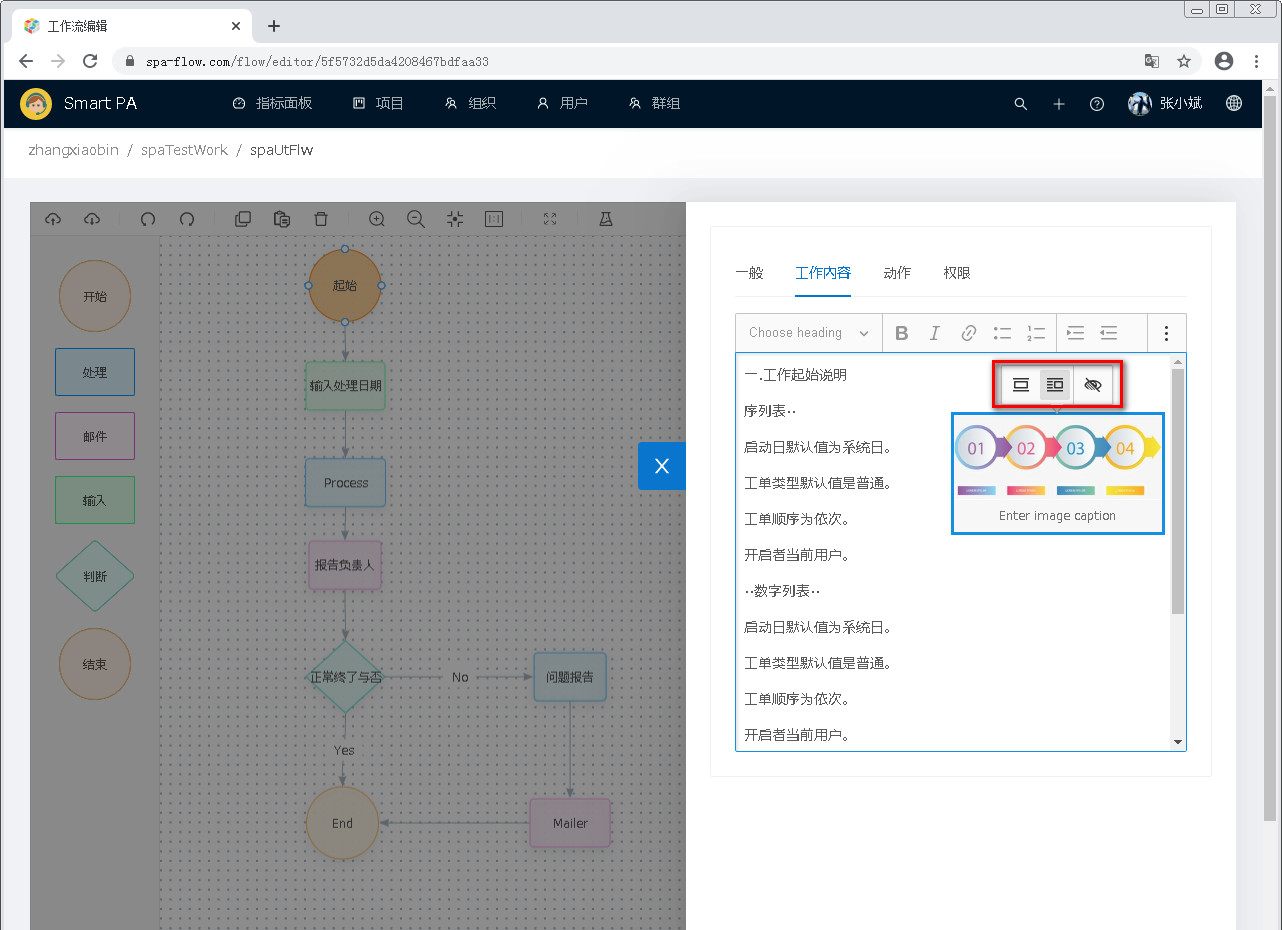 工作流编辑
spa-flow.com/flow/editor/5f5732d5da4208467bdfaa33
Smart PA 指标面板 项目 组织 用户 群组 张小斌
zhangxiaobin / spaTestWork / spaUtFlw
开始
处理
邮件
输入
判断
结束
起始
输入处理日期
Process
报告负责人
正常终了与否
No
问题报告
Yes
End
Mailer
一般 工作内容 动作 权限
Choose heading
一.工作起始说明
序列表··
启动日默认值为系统日。
工单类型默认值是普通。
工单顺序为依次。
开启者当前用户。
··数字列表··
启动日默认值为系统日。
工单类型默认值是普通。
工单顺序为依次。
开启者当前用户。
01 02 03 04
Enter image caption